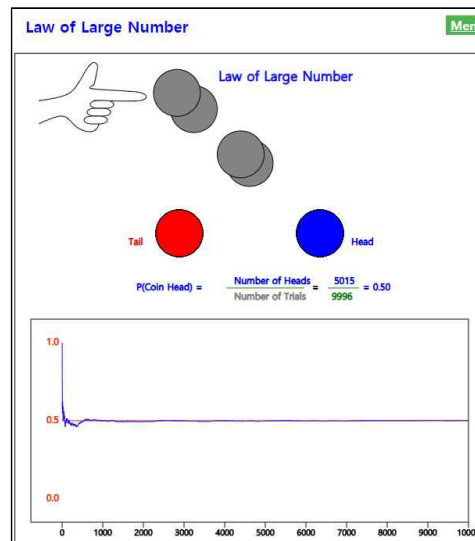 Law of Large Number
Men
Law of Large Number
Tail
Head
P(Coin Head) = Number of Heads = 5015 = 0.50
Number of Trials 9996
1.0
0.5
0.0
0 1000 2000 3000 4000 5000 6000 7000 8000 9000 1000